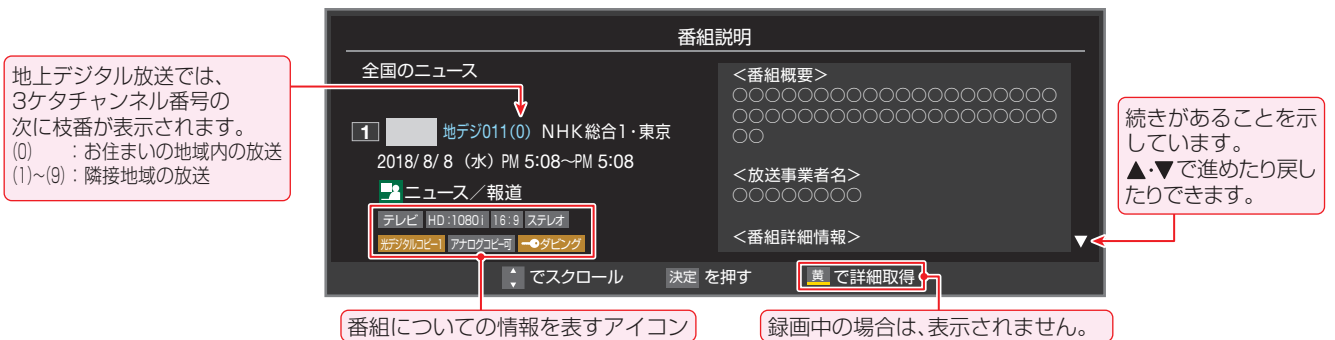 番組説明
地上デジタル放送では、
3ケタチャンネル番号の
次に枝番が表示されます。
(0) :お住まいの地域内の放送
(1)~(9):隣接地域の放送
全国のニュース
1 地デジ011(0) NHK総合1・東京
2018/ 8/ 8 (水) PM 5:08~PM 5:08
ニュース/報道
テレビ HD:1080i 16:9 ステレオ
光デジタルコピー1 アナログコピー可 ダビング
<番組概要>
○○○○○○○○○○○○○○○○○○○○
○○○○○○○○○○○○○○○○○○○○
○○
<放送事業者名>
○○○○○○○○
<番組詳細情報>
▼
続きがあることを示
しています。
▲・▼で進めたり戻し
たりできます。
でスクロール 決定 を押す 黄 で詳細取得
番組についての情報を表すアイコン
録画中の場合は、表示されません。